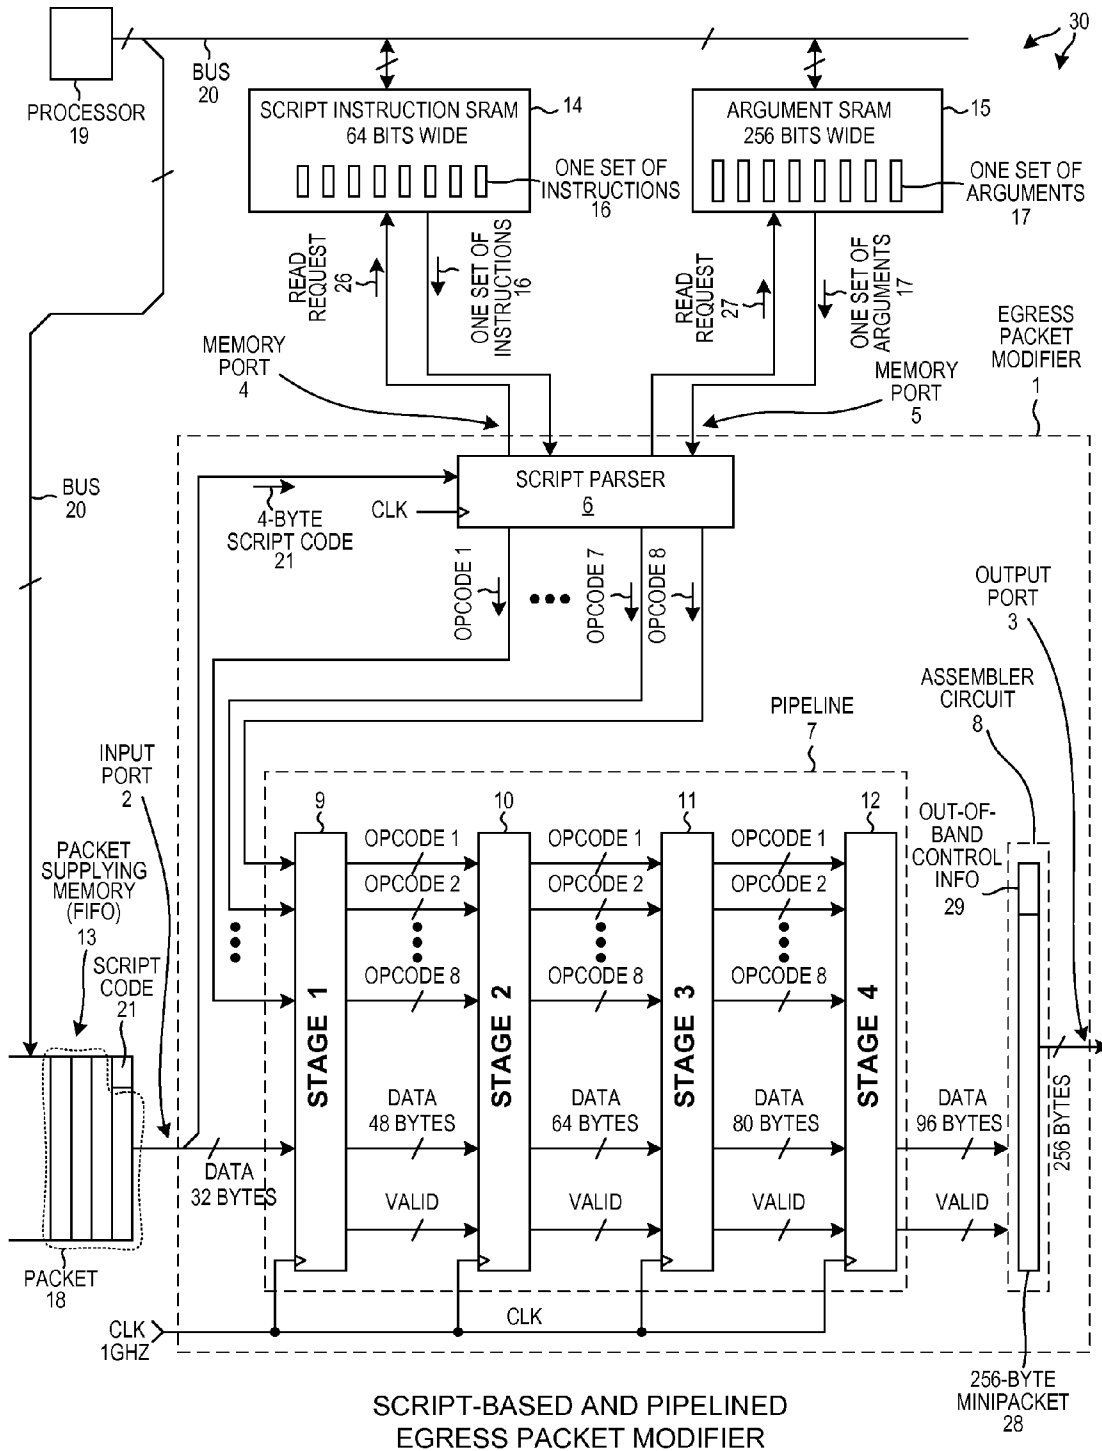 30
BUS
20
PROCESSOR
19
SCRIPT INSTRUCTION SRAM
64 BITS WIDE
14
ONE SET OF
INSTRUCTIONS
16
ARGUMENT SRAM
256 BITS WIDE
15
ONE SET OF
ARGUMENTS
17
READ
REQUEST
26
ONE SET OF
INSTRUCTIONS
16
READ
REQUEST
27
ONE SET OF
ARGUMENTS
17
MEMORY
PORT
4
MEMORY
PORT
5
EGRESS
PACKET
MODIFIER
1
BUS
20
SCRIPT PARSER
6
CLK
4-BYTE
SCRIPT CODE
21
OPCODE 1
OPCODE 7
OPCODE 8
OUTPUT
PORT
3
ASSEMBLER
CIRCUIT
8
PIPELINE
7
INPUT
PORT
2
PACKET
SUPPLYING
MEMORY
(FIFO)
13
SCRIPT
CODE
21
9
10
11
12
OPCODE 1
OPCODE 1
OPCODE 1
OPCODE 2
OPCODE 2
OPCODE 2
OPCODE 8
OPCODE 8
OPCODE 8
STAGE 1
STAGE 2
STAGE 3
STAGE 4
OUT-OF-
BAND
CONTROL
INFO
29
DATA
32 BYTES
DATA
48 BYTES
DATA
64 BYTES
DATA
80 BYTES
DATA
96 BYTES
256 BYTES
VALID
VALID
VALID
VALID
PACKET
18
CLK
1GHZ
CLK
256-BYTE
MINIPACKET
28
SCRIPT-BASED AND PIPELINED
EGRESS PACKET MODIFIER